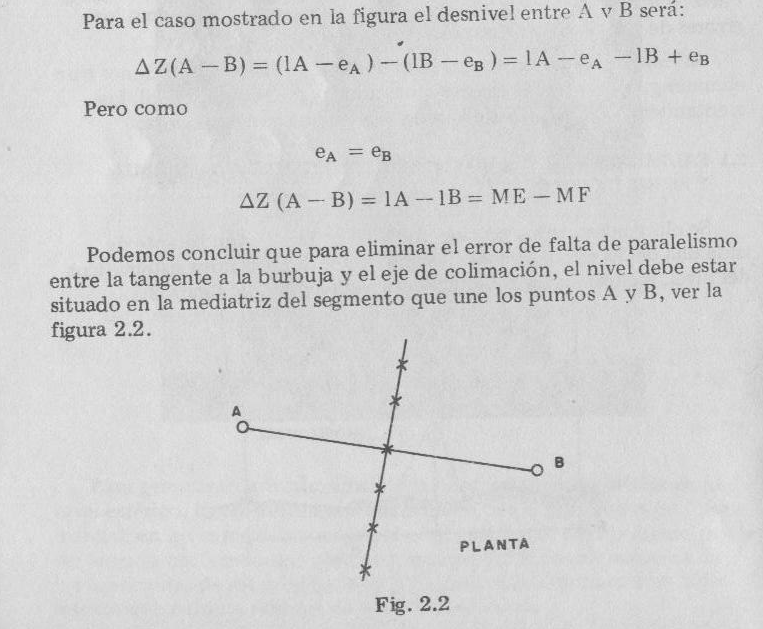 Para el caso mostrado en la figura el desnivel entre A y B será:
ΔZ(A — B) = (lA — eA) — (lB — eB) = lA — eA — lB + eB
Pero como
eA = eB
ΔZ (A — B) = lA — lB = ME — MF
Podemos concluir que para eliminar el error de falta de paralelismo
entre la tangente a la burbuja y el eje de colimación, el nivel debe estar
situado en la mediatriz del segmento que une los puntos A y B, ver la
figura 2.2.
A
B
PLANTA
Fig. 2.2